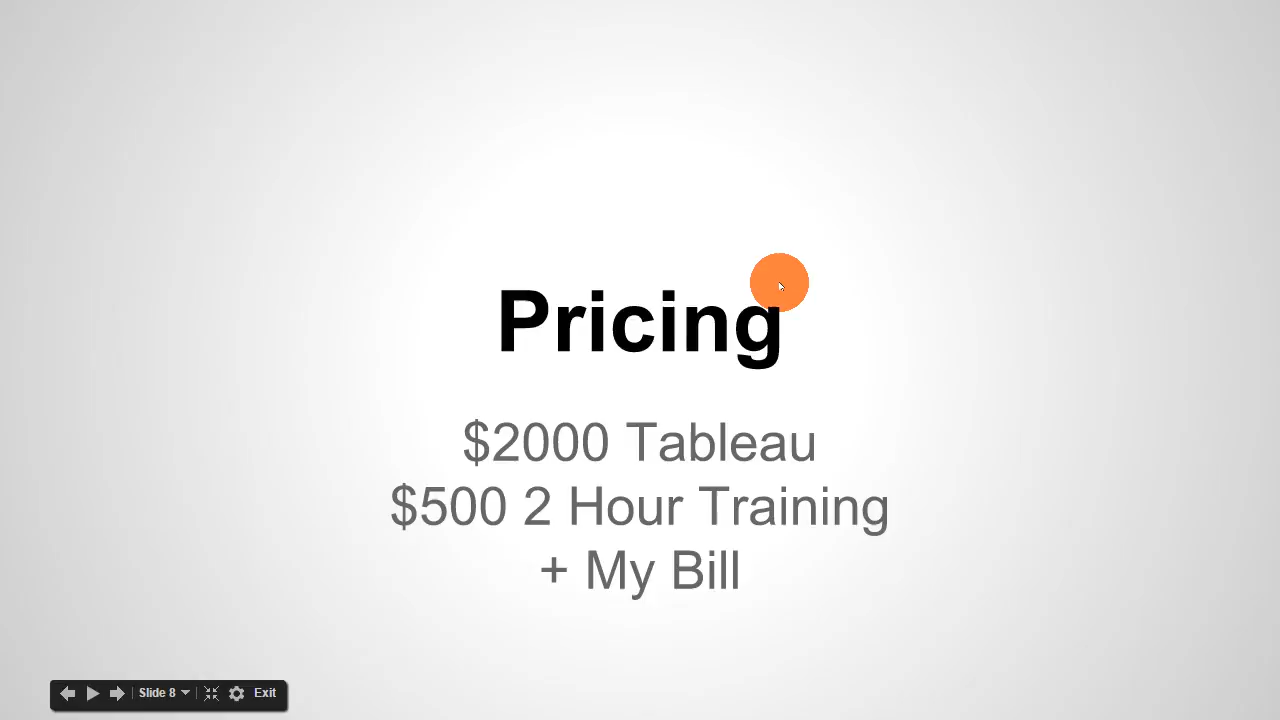 Pricing
$2000 Tableau
$500 2 Hour Training
+ My Bill
Slide 8
Exit